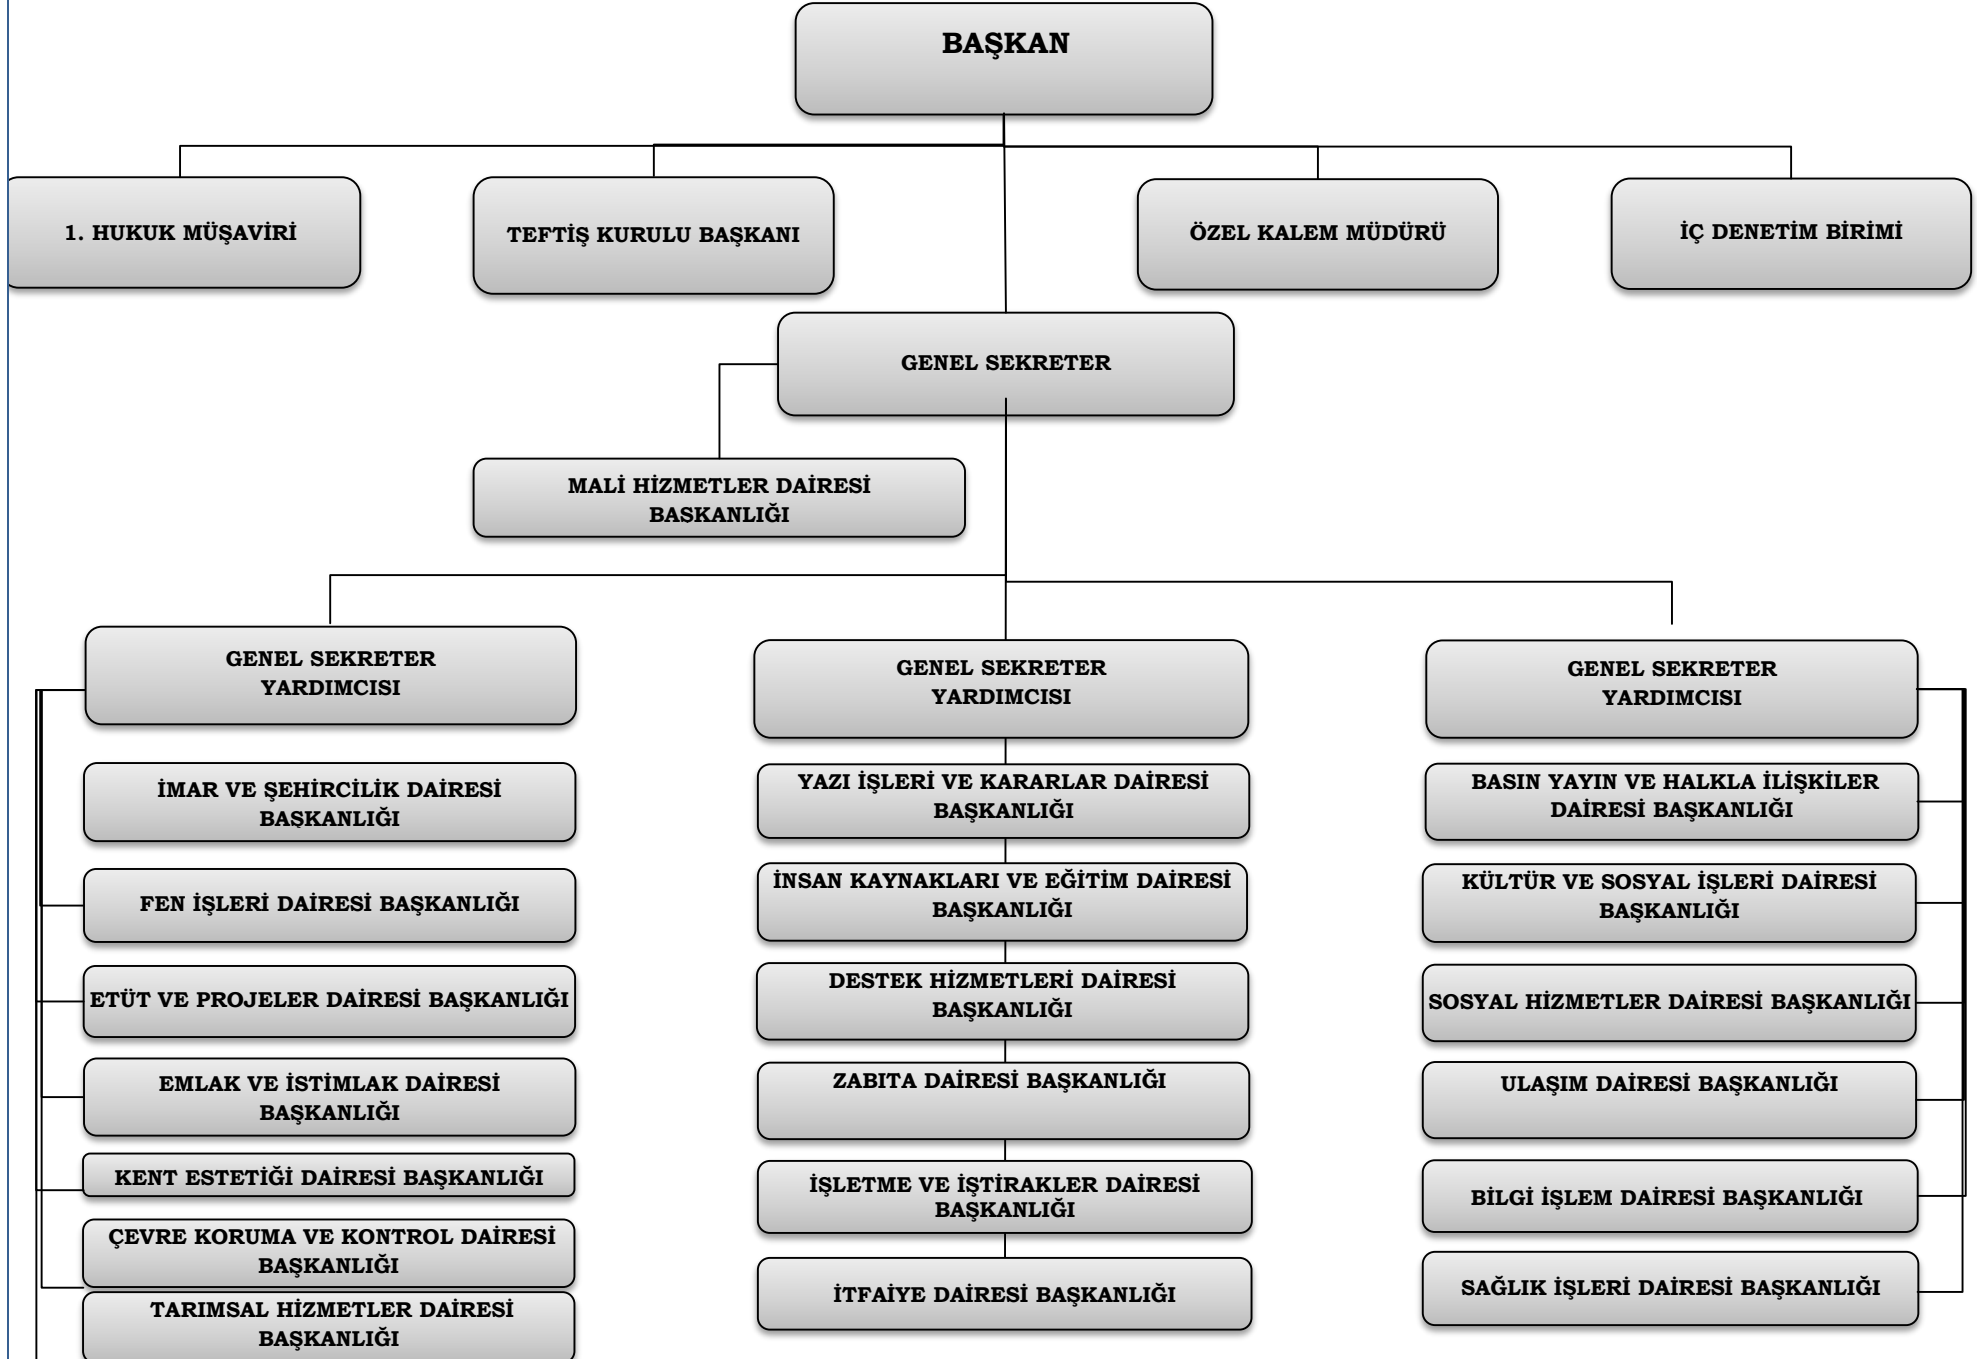 BAŞKAN
1. HUKUK MÜŞAVİRİ
TEFTİŞ KURULU BAŞKANI
ÖZEL KALEM MÜDÜRÜ
İÇ DENETİM BİRİMİ
GENEL SEKRETER
MALİ HİZMETLER DAİRESİ
BAŞKANLIĞI
GENEL SEKRETER
YARDIMCISI
İMAR VE ŞEHİRCİLİK DAİRESİ
BAŞKANLIĞI
FEN İŞLERİ DAİRESİ BAŞKANLIĞI
ETÜT VE PROJELER DAİRESİ BAŞKANLIĞI
EMLAK VE İSTİMLAK DAİRESİ
BAŞKANLIĞI
KENT ESTETİĞİ DAİRESİ BAŞKANLIĞI
ÇEVRE KORUMA VE KONTROL DAİRESİ
BAŞKANLIĞI
TARIMSAL HİZMETLER DAİRESİ
BAŞKANLIĞI
GENEL SEKRETER
YARDIMCISI
YAZI İŞLERİ VE KARARLAR DAİRESİ
BAŞKANLIĞI
İNSAN KAYNAKLARI VE EĞİTİM DAİRESİ
BAŞKANLIĞI
DESTEK HİZMETLERİ DAİRESİ
BAŞKANLIĞI
ZABITA DAİRESİ BAŞKANLIĞI
İŞLETME VE İŞTİRAKLER DAİRESİ
BAŞKANLIĞI
İTFAİYE DAİRESİ BAŞKANLIĞI
GENEL SEKRETER
YARDIMCISI
BASIN YAYIN VE HALKLA İLİŞKİLER
DAİRESİ BAŞKANLIĞI
KÜLTÜR VE SOSYAL İŞLERİ DAİRESİ
BAŞKANLIĞI
SOSYAL HİZMETLER DAİRESİ BAŞKANLIĞI
ULAŞIM DAİRESİ BAŞKANLIĞI
BİLGİ İŞLEM DAİRESİ BAŞKANLIĞI
SAĞLIK İŞLERİ DAİRESİ BAŞKANLIĞI